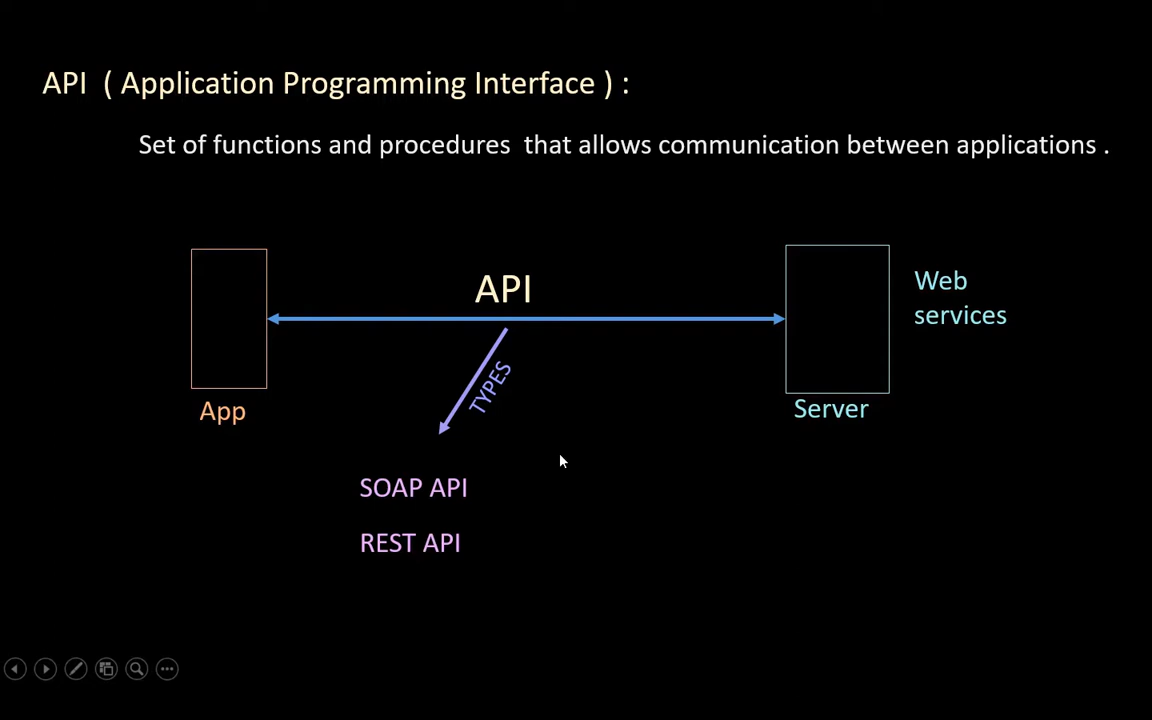 API ( Application Programming Interface ) :
Set of functions and procedures that allows communication between applications .
API
Web
services
TYPES
App
Server
SOAP API
REST API